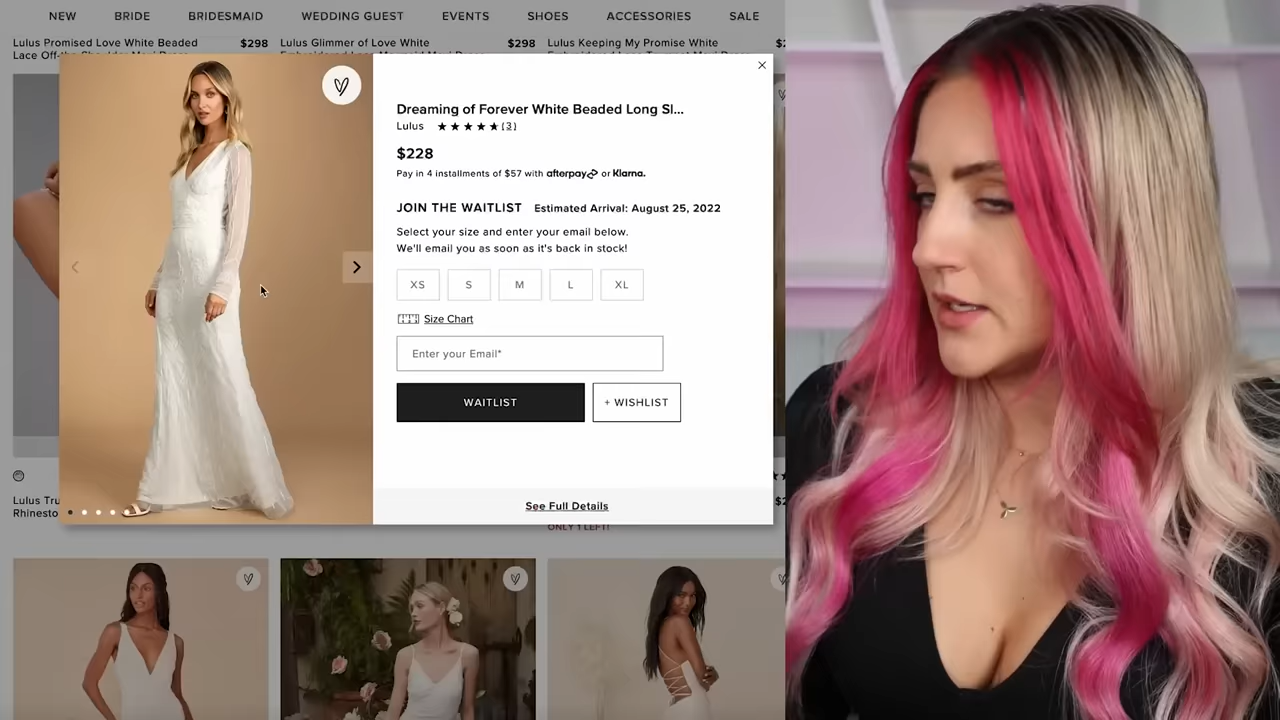 NEW BRIDE BRIDESMAID WEDDING GUEST EVENTS SHOES ACCESSORIES SALE
Lulus Promised Love White Beaded $298 Lulus Glimmer of Love White $298 Lulus Keeping My Promise White
Dreaming of Forever White Beaded Long Sl...
Lulus (3)
$228
Pay in 4 installments of $57 with afterpay or Klarna.
JOIN THE WAITLIST Estimated Arrival: August 25, 2022
Select your size and enter your email below.
We'll email you as soon as it's back in stock!
XS S M L XL
Size Chart
Enter your Email*
WAITLIST + WISHLIST
See Full Details
Lulus Tru
Rhinesto
ONLY 1 LEFT!